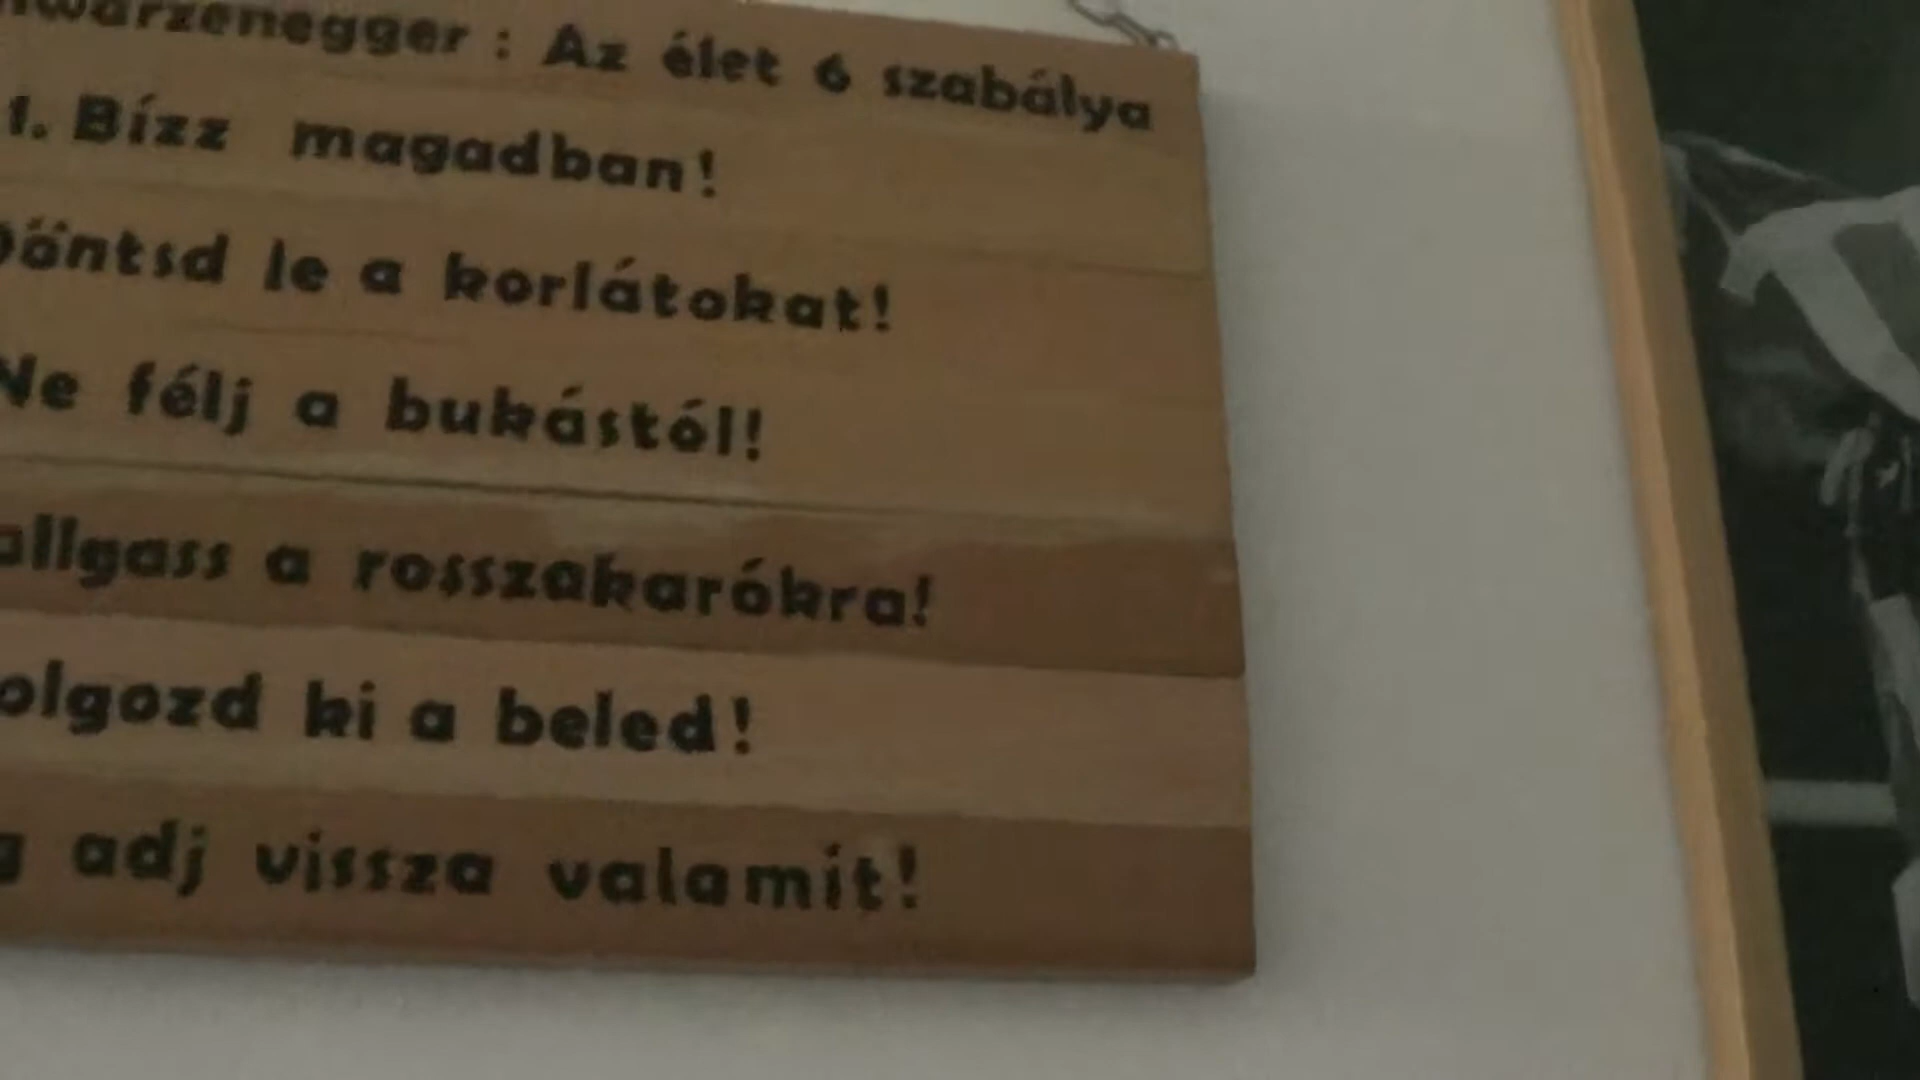 warzenegger : Az élet 6 szabálya
1. Bízz magadban!
Döntsd le a korlátokat!
Ne félj a bukástól!
allgass a rosszakarókra!
olgozd ki a beled!
g adj vissza valamit!